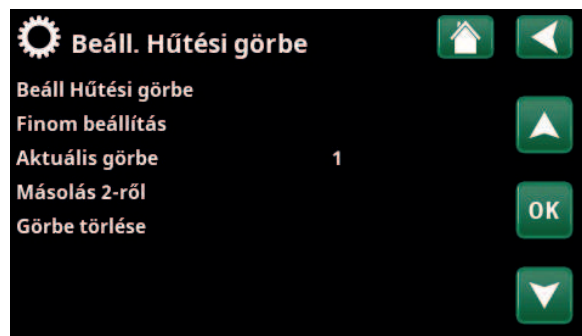 Beáll. Hűtési görbe
Beáll Hűtési görbe
Finom beállítás
Aktuális görbe 1
Másolás 2-ről
Görbe törlése
OK